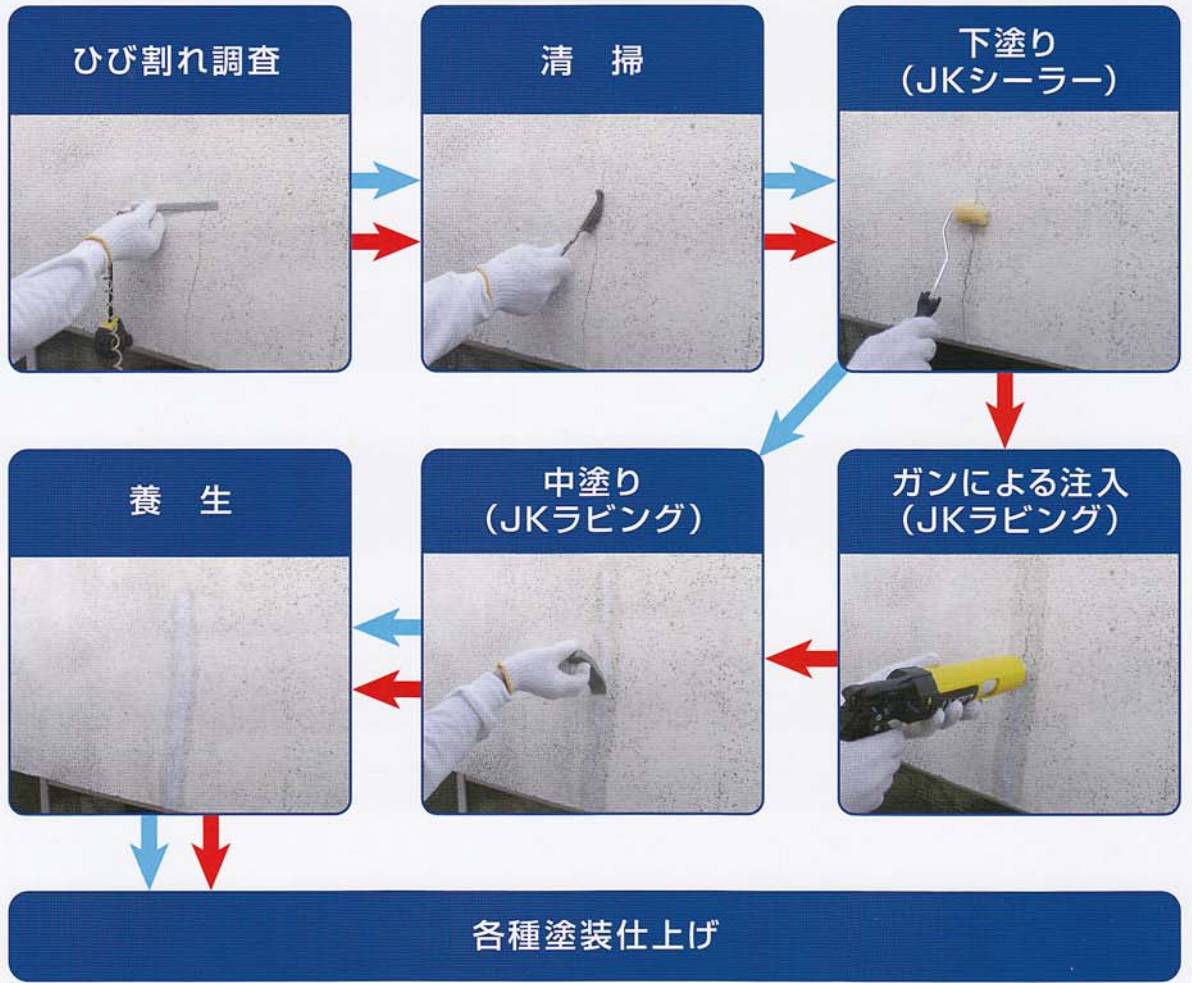 ひび割れ調査
清　掃
下塗り
（JKシーラー）
養　生
中塗り
（JKラビング）
ガンによる注入
（JKラビング）
各種塗装仕上げ